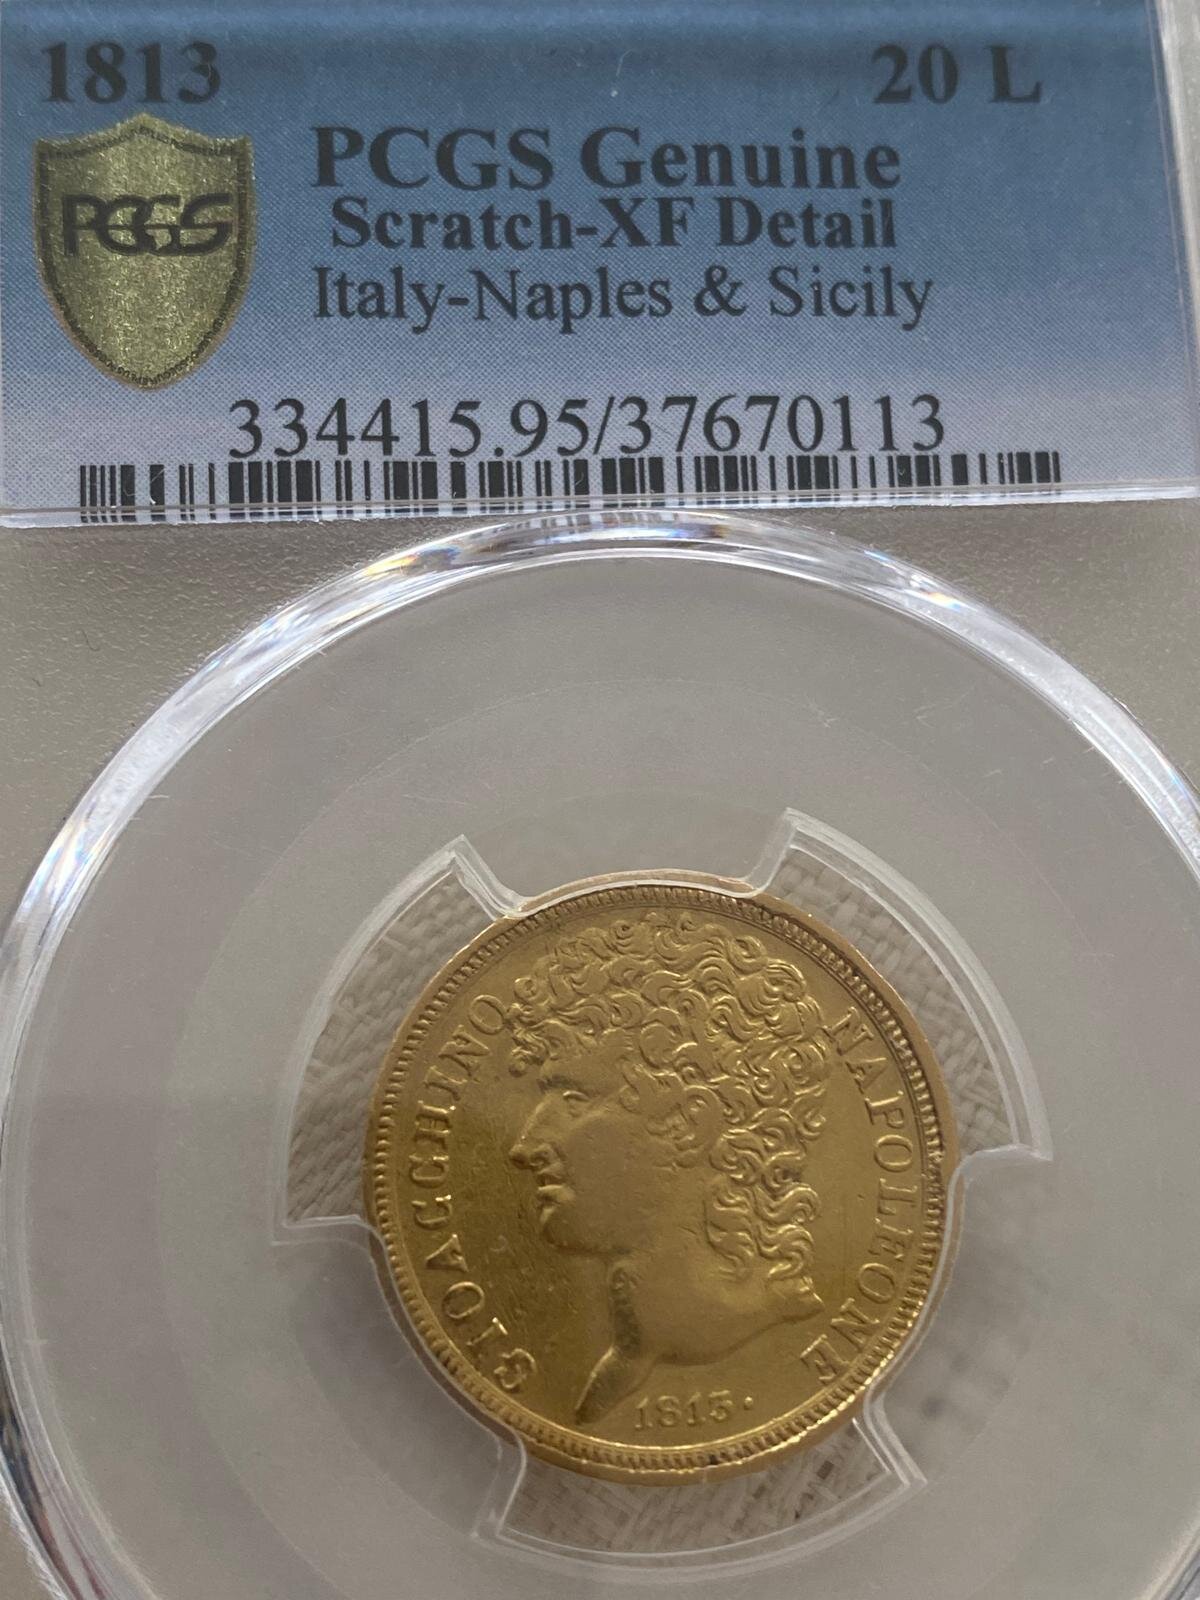 1813 20 L
PCGS
PCGS Genuine
Scratch-XF Detail
Italy-Naples & Sicily
334415.95/37670113
GIOACCHINO NAPOLEONE
1813.